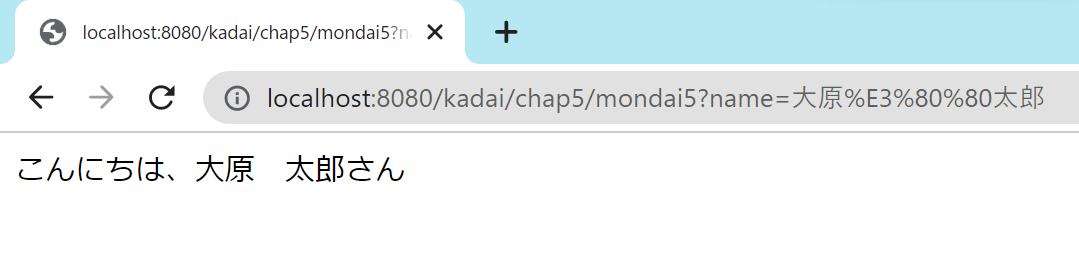 localhost:8080/kadai/chap5/mondai5?n
localhost:8080/kadai/chap5/mondai5?name=大原%E3%80%80太郎
こんにちは、大原　太郎さん